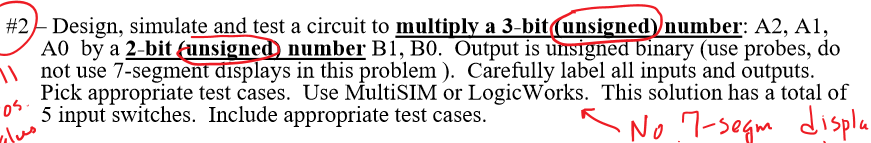 #2 – Design, simulate and test a circuit to multiply a 3-bit (unsigned) number: A2, A1,
A0 by a 2-bit (unsigned) number B1, B0. Output is unsigned binary (use probes, do
not use 7-segment displays in this problem ). Carefully label all inputs and outputs.
Pick appropriate test cases. Use MultiSIM or LogicWorks. This solution has a total of
5 input switches. Include appropriate test cases.
No 7-segm displa